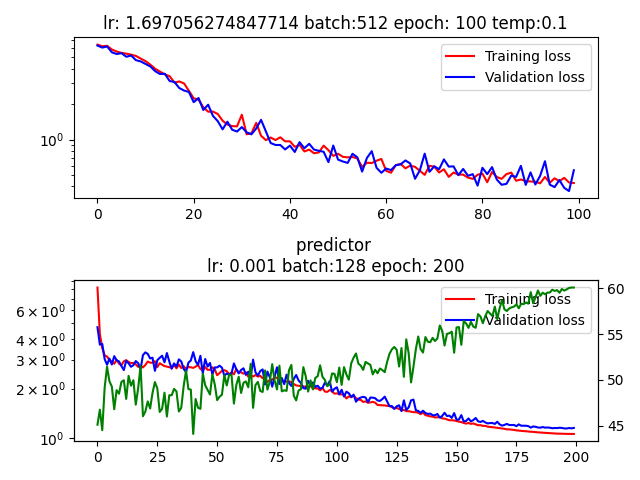 lr: 1.697056274847714 batch:512 epoch: 100 temp:0.1
Training loss
Validation loss
10⁰
0 20 40 60 80 100
predictor
lr: 0.001 batch:128 epoch: 200
Training loss
Validation loss
6 × 10⁰
4 × 10⁰
3 × 10⁰
2 × 10⁰
10⁰
60
55
50
45
0 25 50 75 100 125 150 175 200